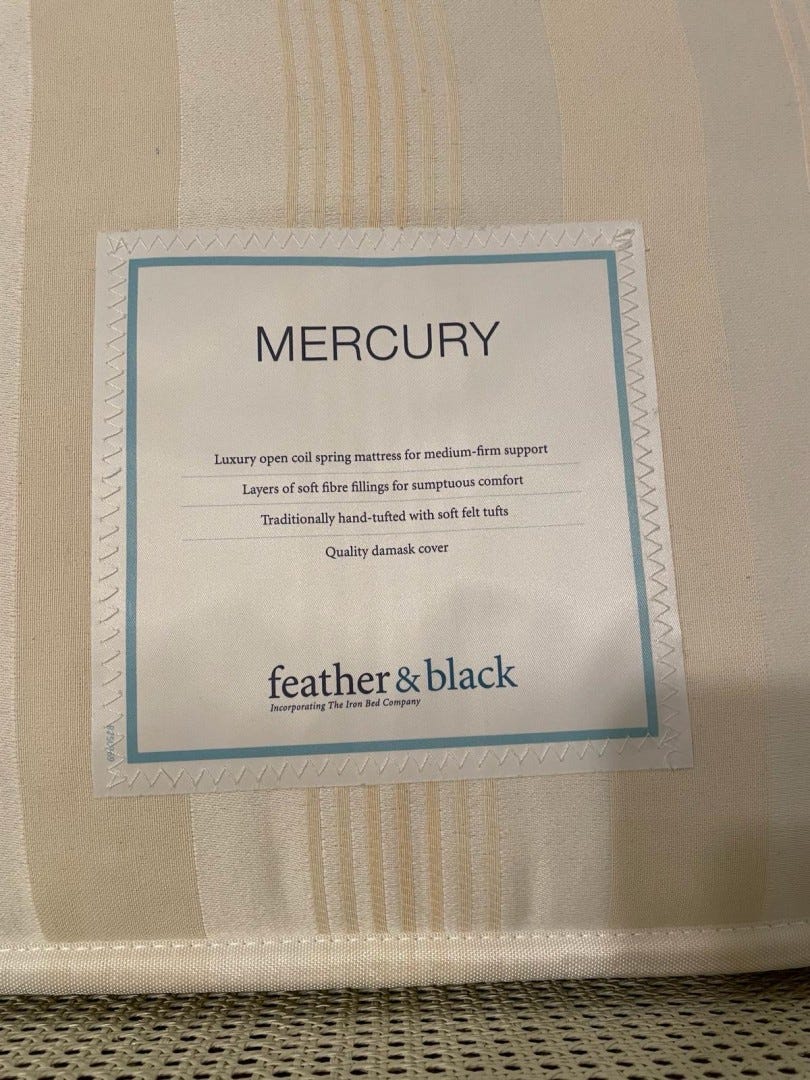 MERCURY
Luxury open coil spring mattress for medium-firm support
Layers of soft fibre fillings for sumptuous comfort
Traditionally hand-tufted with soft felt tufts
Quality damask cover
feather & black
Incorporating The Iron Bed Company